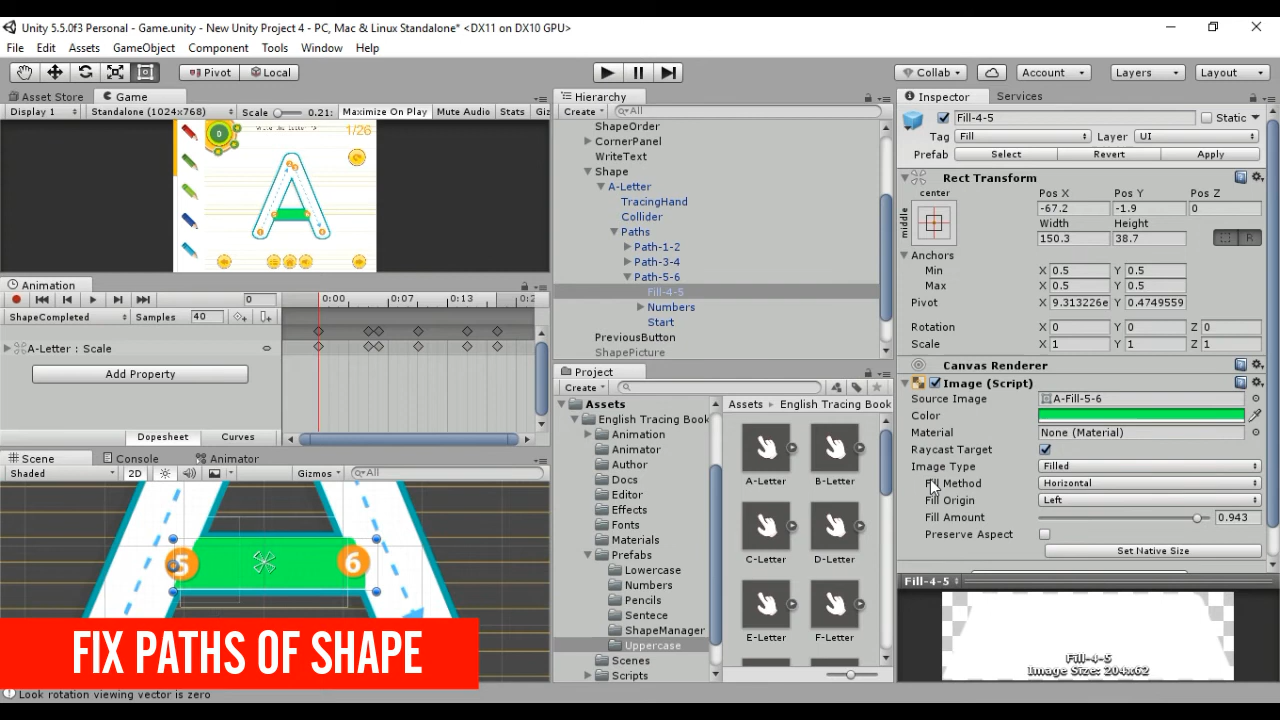 Unity 5.5.0f3 Personal - Game.unity - New Unity Project 4 - PC, Mac & Linux Standalone* <DX11 on DX10 GPU>
File Edit Assets GameObject Component Tools Window Help
Pivot Local Collab Account Layers Layout
Asset Store Game
Display 1 Standalone (1024x768) Scale 0.21: Maximize On Play Mute Audio Stats Giz
1/26
Animation
0 0:00 0:07 0:13 0:2
ShapeCompleted Samples 40
A-Letter : Scale
Add Property
Dopesheet Curves
Scene Console Animator
Shaded 2D Gizmos All
5 6
FIX PATHS OF SHAPE
Look rotation viewing vector is zero
Hierarchy
Create All
ShapeOrder
CornerPanel
WriteText
Shape
A-Letter
TracingHand
Collider
Paths
Path-1-2
Path-3-4
Path-5-6
Fill-4-5
Numbers
Start
PreviousButton
ShapePicture
Project
Create
Assets
English Tracing Book
Animation
Animator
Author
Docs
Editor
Effects
Fonts
Materials
Prefabs
Lowercase
Numbers
Pencils
Sentece
ShapeManager
Uppercase
Scenes
Scripts
Assets English Tracing Book
A-Letter B-Letter
C-Letter D-Letter
E-Letter F-Letter
Inspector Services
Fill-4-5 Static
Tag Fill Layer UI
Prefab Select Revert Apply
Rect Transform
center Pos X Pos Y Pos Z
middle -67.2 -1.9 0
Width Height
150.3 38.7 R
Anchors
Min X 0.5 Y 0.5
Max X 0.5 Y 0.5
Pivot X 9.313226e Y 0.4749559
Rotation X 0 Y 0 Z 0
Scale X 1 Y 1 Z 1
Canvas Renderer
Image (Script)
Source Image A-Fill-5-6
Color
Material None (Material)
Raycast Target
Image Type Filled
Fill Method Horizontal
Fill Origin Left
Fill Amount 0.943
Preserve Aspect
Set Native Size
Fill-4-5
Fill-4-5
Image Size: 204x62